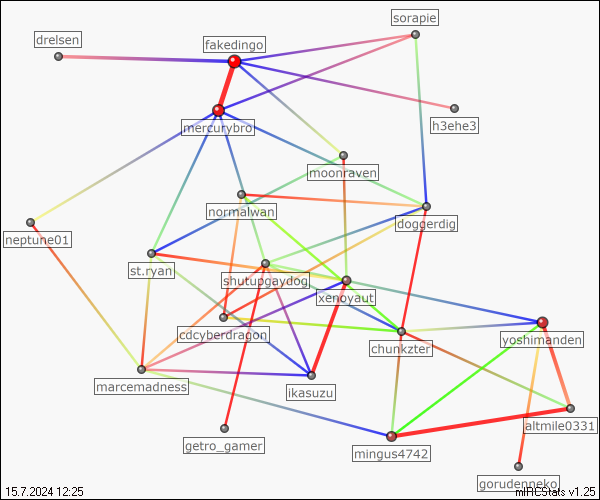 sorapie
drelsen
fakedingo
h3ehe3
mercurybro
moonraven
normalwan
doggerdig
neptune01
st.ryan
shutupgaydog
xenoyaut
cdcyberdragon
chunkzter
yoshimanden
marcemadness
ikasuzu
altmile0331
getro_gamer
mingus4742
gorudenneko
15.7.2024 12:25
mIRCStats v1.25